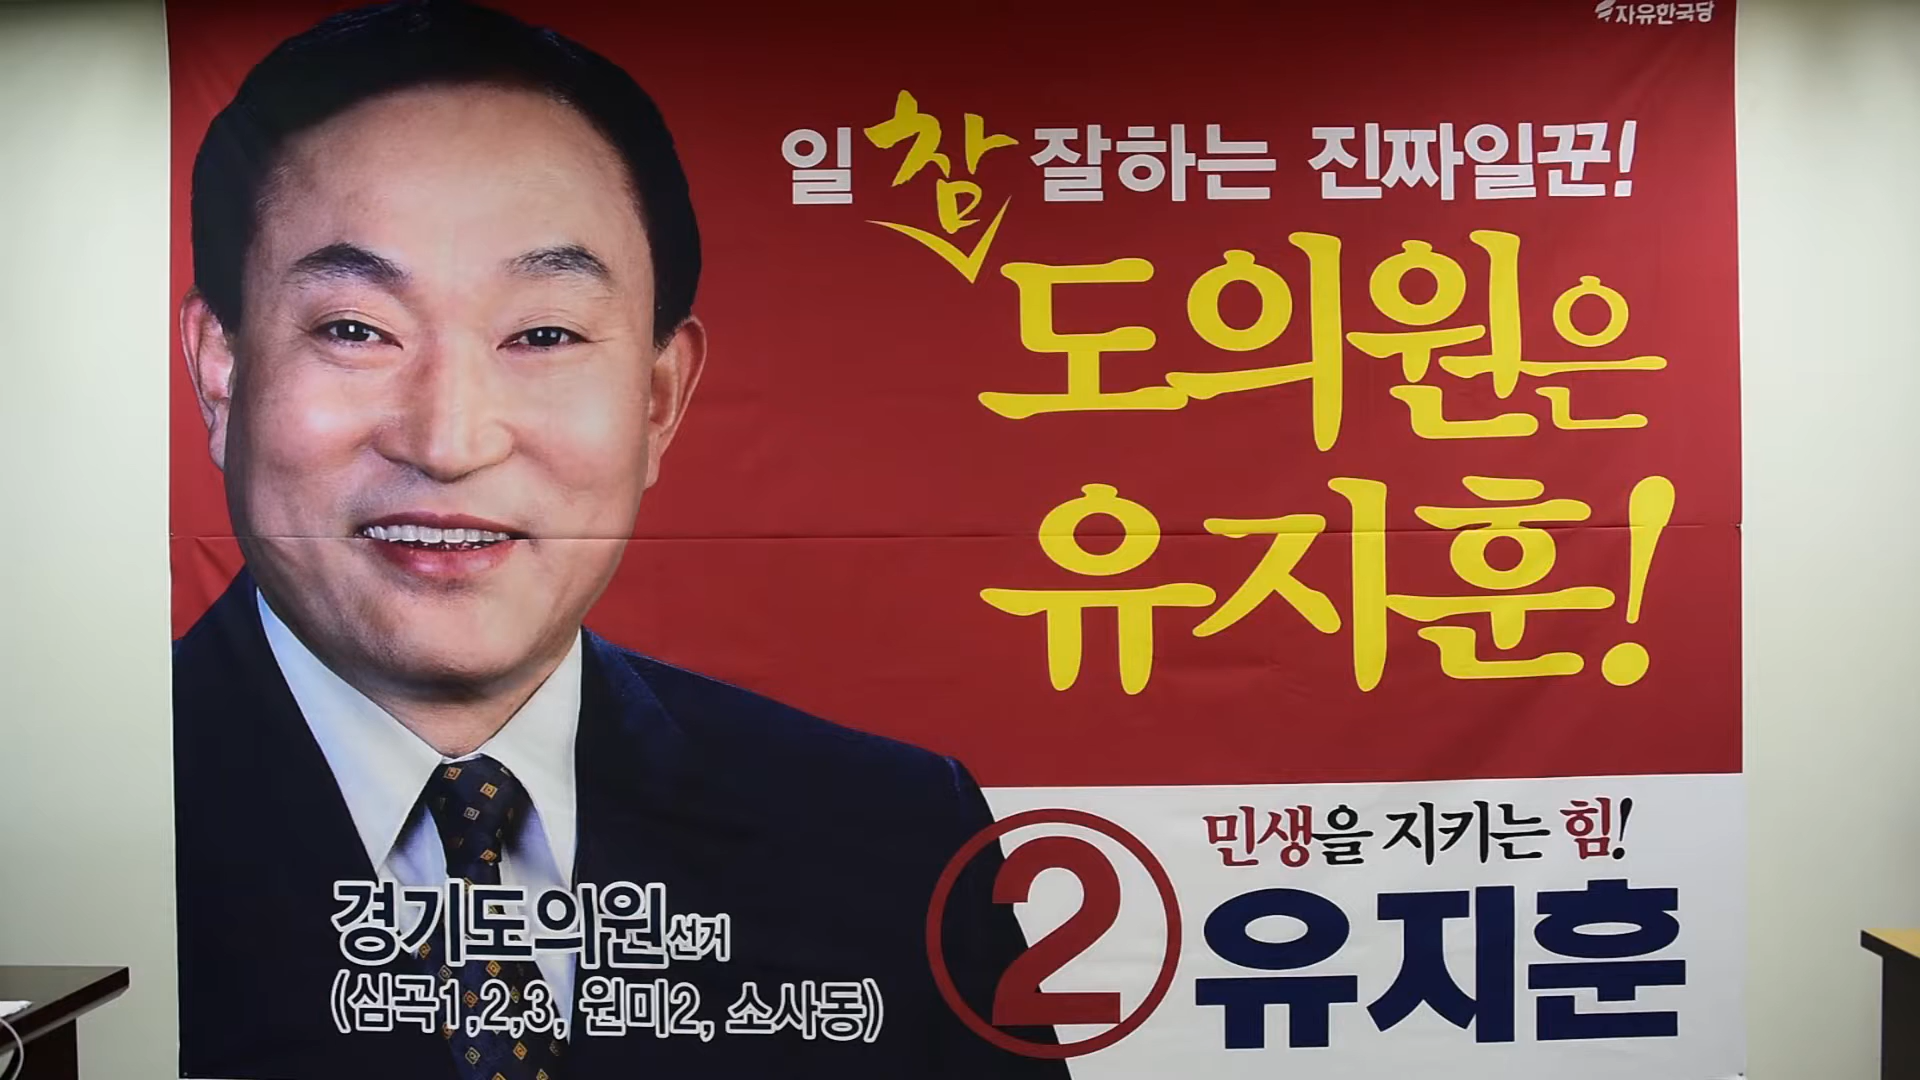 자유한국당
일 참 잘하는 진짜일꾼!
도의원은
유지훈!
민생을 지키는 힘!
2 유지훈
경기도의원선거
(심곡1,2,3, 원미2, 소사동)